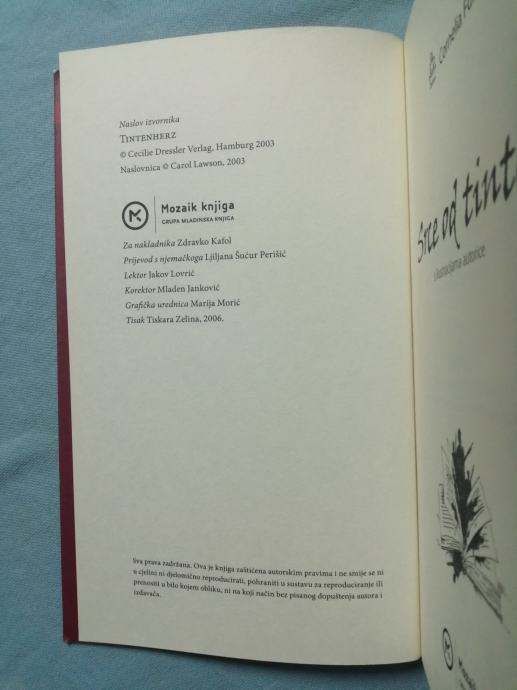 Naslov izvornika
TINTENHERZ
© Cecilie Dressler Verlag, Hamburg 2003
Naslovnica © Carol Lawson, 2003
Mozaik knjiga
GRUPA MLADINSKA KNJIGA
Za nakladnika Zdravko Kafol
Prijevod s njemačkoga Ljiljana Šućur Perišić
Lektor Jakov Lovrić
Korektor Mladen Janković
Grafička urednica Marija Morić
Tisak Tiskara Zelina, 2006.
Sva prava zadržana. Ova je knjiga zaštićena autorskim pravima i ne smije se ni
u cjelini ni djelomično reproducirati, pohraniti u sustavu za reproduciranje ili
prenositi u bilo kojem obliku, ni na koji način bez pisanog dopuštenja autora i
izdavača.
Cornelia
Srce od
s ilustracijama autorice